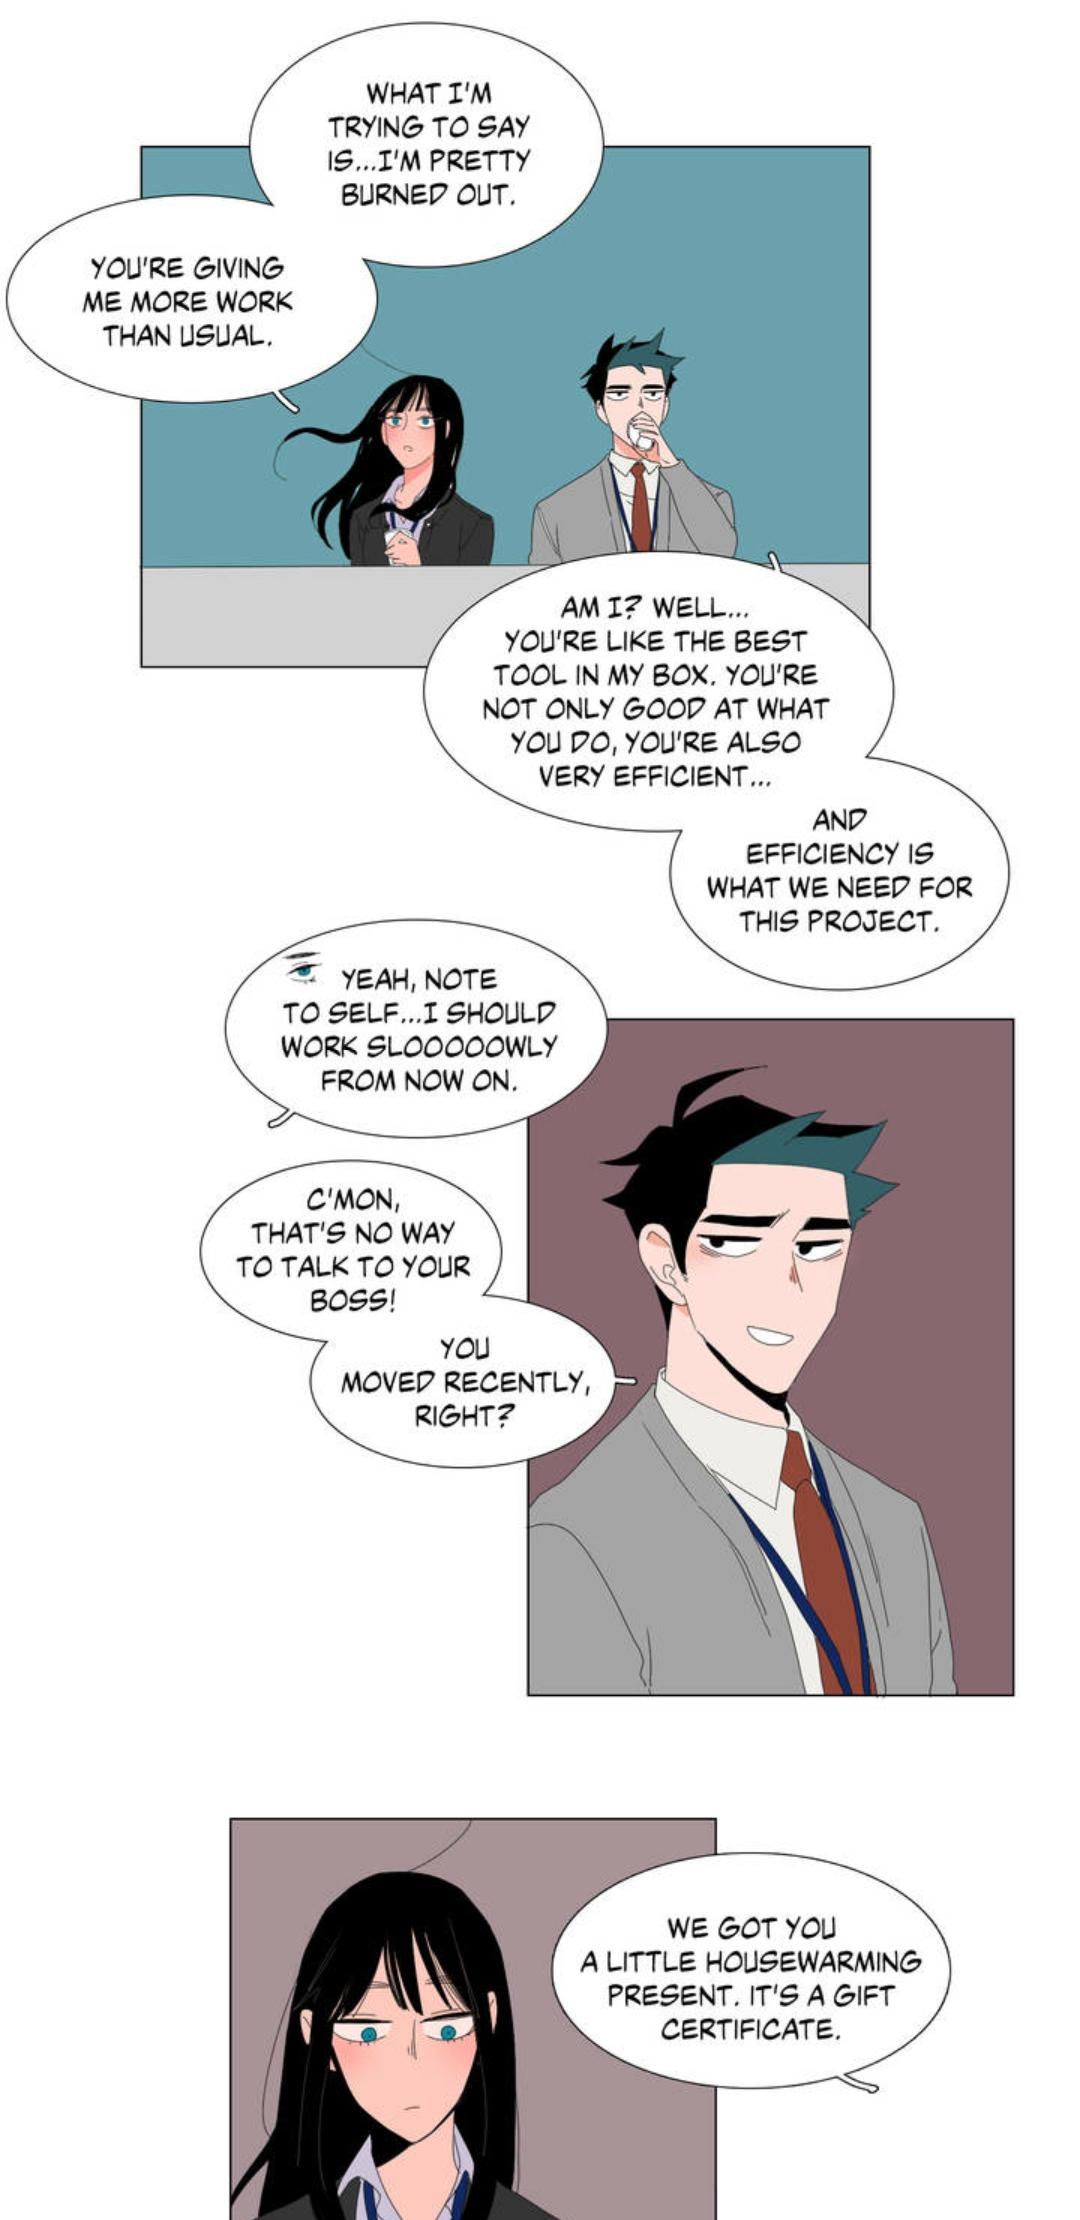 WHAT I'M
TRYING TO SAY
IS...I'M PRETTY
BURNED OUT.
YOU'RE GIVING
ME MORE WORK
THAN USUAL.
AM I? WELL...
YOU'RE LIKE THE BEST
TOOL IN MY BOX. YOU'RE
NOT ONLY GOOD AT WHAT
YOU DO, YOU'RE ALSO
VERY EFFICIENT...
AND
EFFICIENCY IS
WHAT WE NEED FOR
THIS PROJECT.
YEAH, NOTE
TO SELF...I SHOULD
WORK SLOOOOOWLY
FROM NOW ON.
C'MON,
THAT'S NO WAY
TO TALK TO YOUR
BOSS!
YOU
MOVED RECENTLY,
RIGHT?
WE GOT YOU
A LITTLE HOUSEWARMING
PRESENT. IT'S A GIFT
CERTIFICATE.